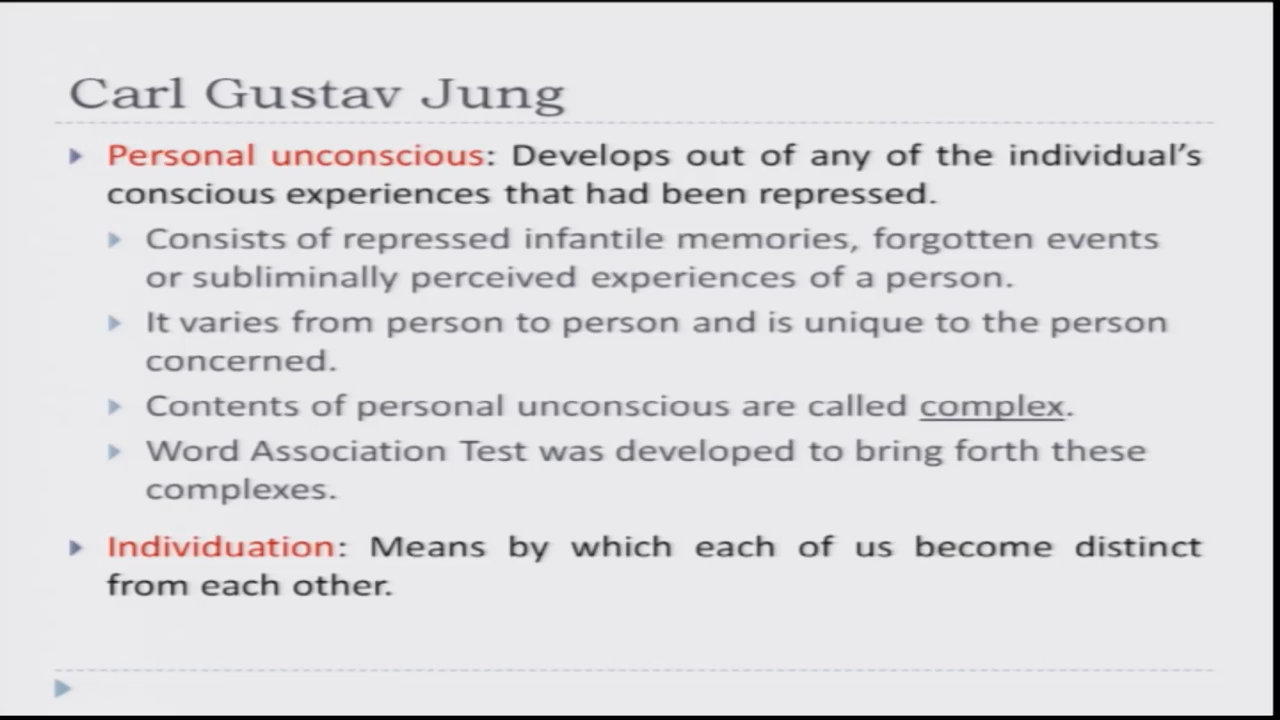 Carl Gustav Jung
Personal unconscious: Develops out of any of the individual's
conscious experiences that had been repressed.
Consists of repressed infantile memories, forgotten events
or subliminally perceived experiences of a person.
It varies from person to person and is unique to the person
concerned.
Contents of personal unconscious are called complex.
Word Association Test was developed to bring forth these
complexes.
Individuation: Means by which each of us become distinct
from each other.